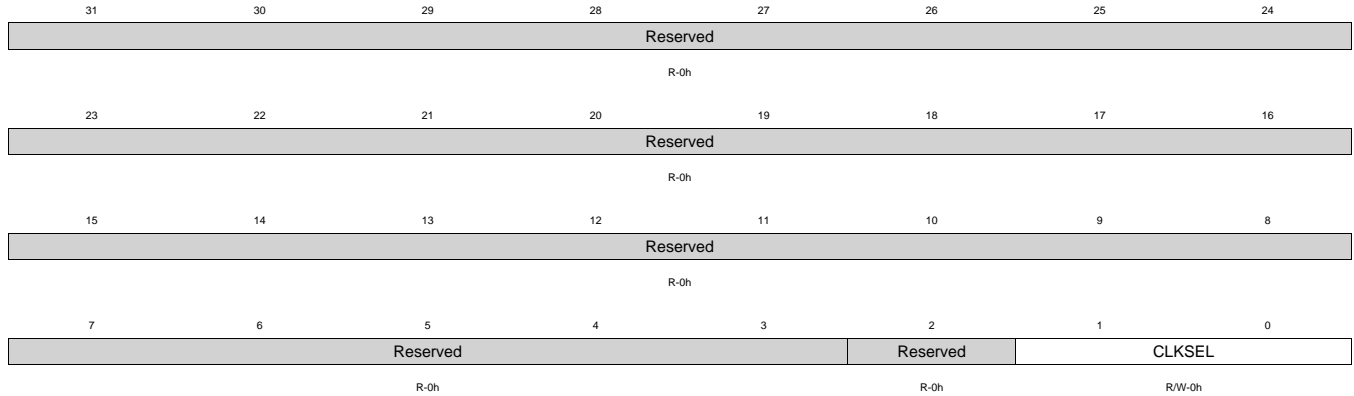 31 30 29 28 27 26 25 24
Reserved
R-0h
23 22 21 20 19 18 17 16
Reserved
R-0h
15 14 13 12 11 10 9 8
Reserved
R-0h
7 6 5 4 3 2 1 0
Reserved Reserved CLKSEL
R-0h R-0h R/W-0h